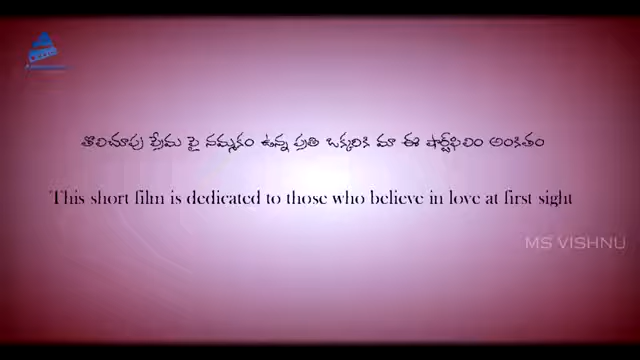 తొలిచూపు ప్రేమ పై నమ్మకం ఉన్న ప్రతి ఒక్కరికి మా ఈ షార్ట్‌ఫిలిం అంకితం
This short film is dedicated to those who believe in love at first sight
MS VISHNU